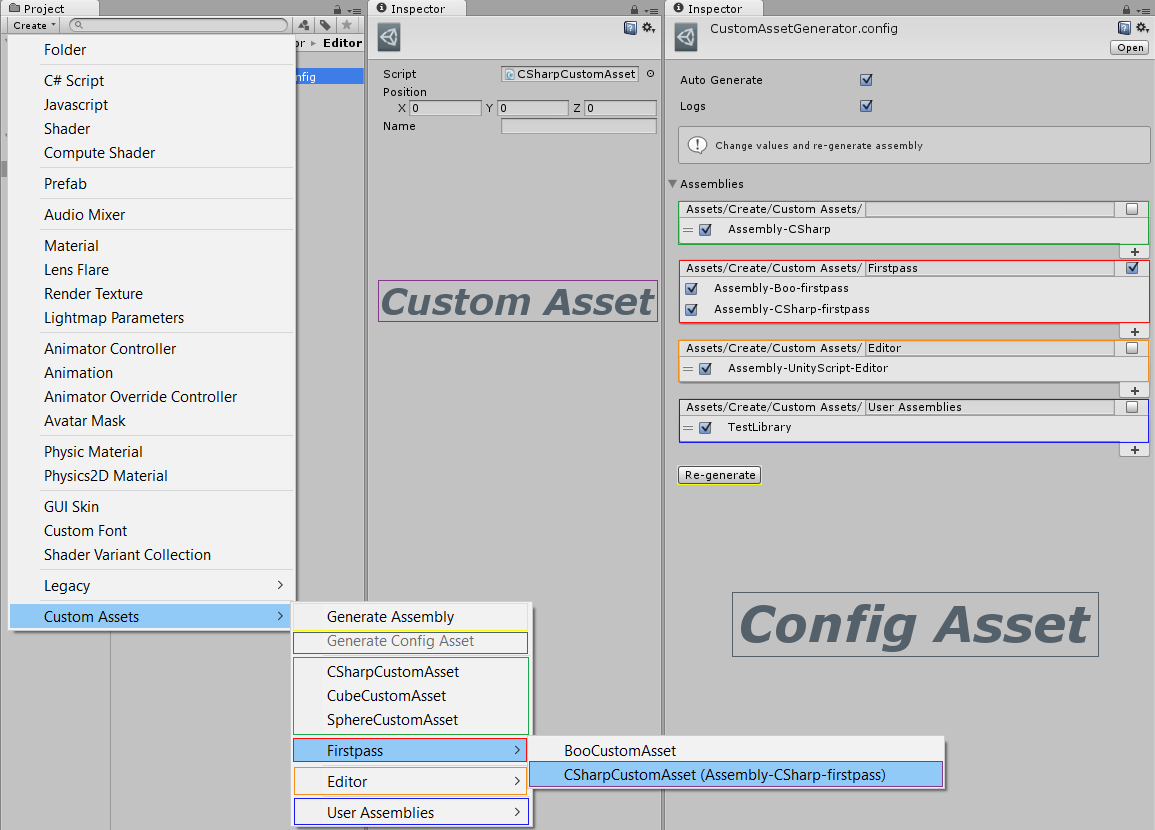 Project
Create
or ▸ Editor
nfig
Folder
C# Script
Javascript
Shader
Compute Shader
Prefab
Audio Mixer
Material
Lens Flare
Render Texture
Lightmap Parameters
Animator Controller
Animation
Animator Override Controller
Avatar Mask
Physic Material
Physics2D Material
GUI Skin
Custom Font
Shader Variant Collection
Legacy
Custom Assets
Generate Assembly
Generate Config Asset
CSharpCustomAsset
CubeCustomAsset
SphereCustomAsset
Firstpass
Editor
User Assemblies
BooCustomAsset
CSharpCustomAsset (Assembly-CSharp-firstpass)
Inspector
Script CSharpCustomAsset
Position
X 0 Y 0 Z 0
Name
Custom Asset
Inspector
CustomAssetGenerator.config
Open
Auto Generate
Logs
Change values and re-generate assembly
Assemblies
Assets/Create/Custom Assets/
Assembly-CSharp
+
Assets/Create/Custom Assets/ Firstpass
Assembly-Boo-firstpass
Assembly-CSharp-firstpass
+
Assets/Create/Custom Assets/ Editor
Assembly-UnityScript-Editor
+
Assets/Create/Custom Assets/ User Assemblies
TestLibrary
+
Re-generate
Config Asset